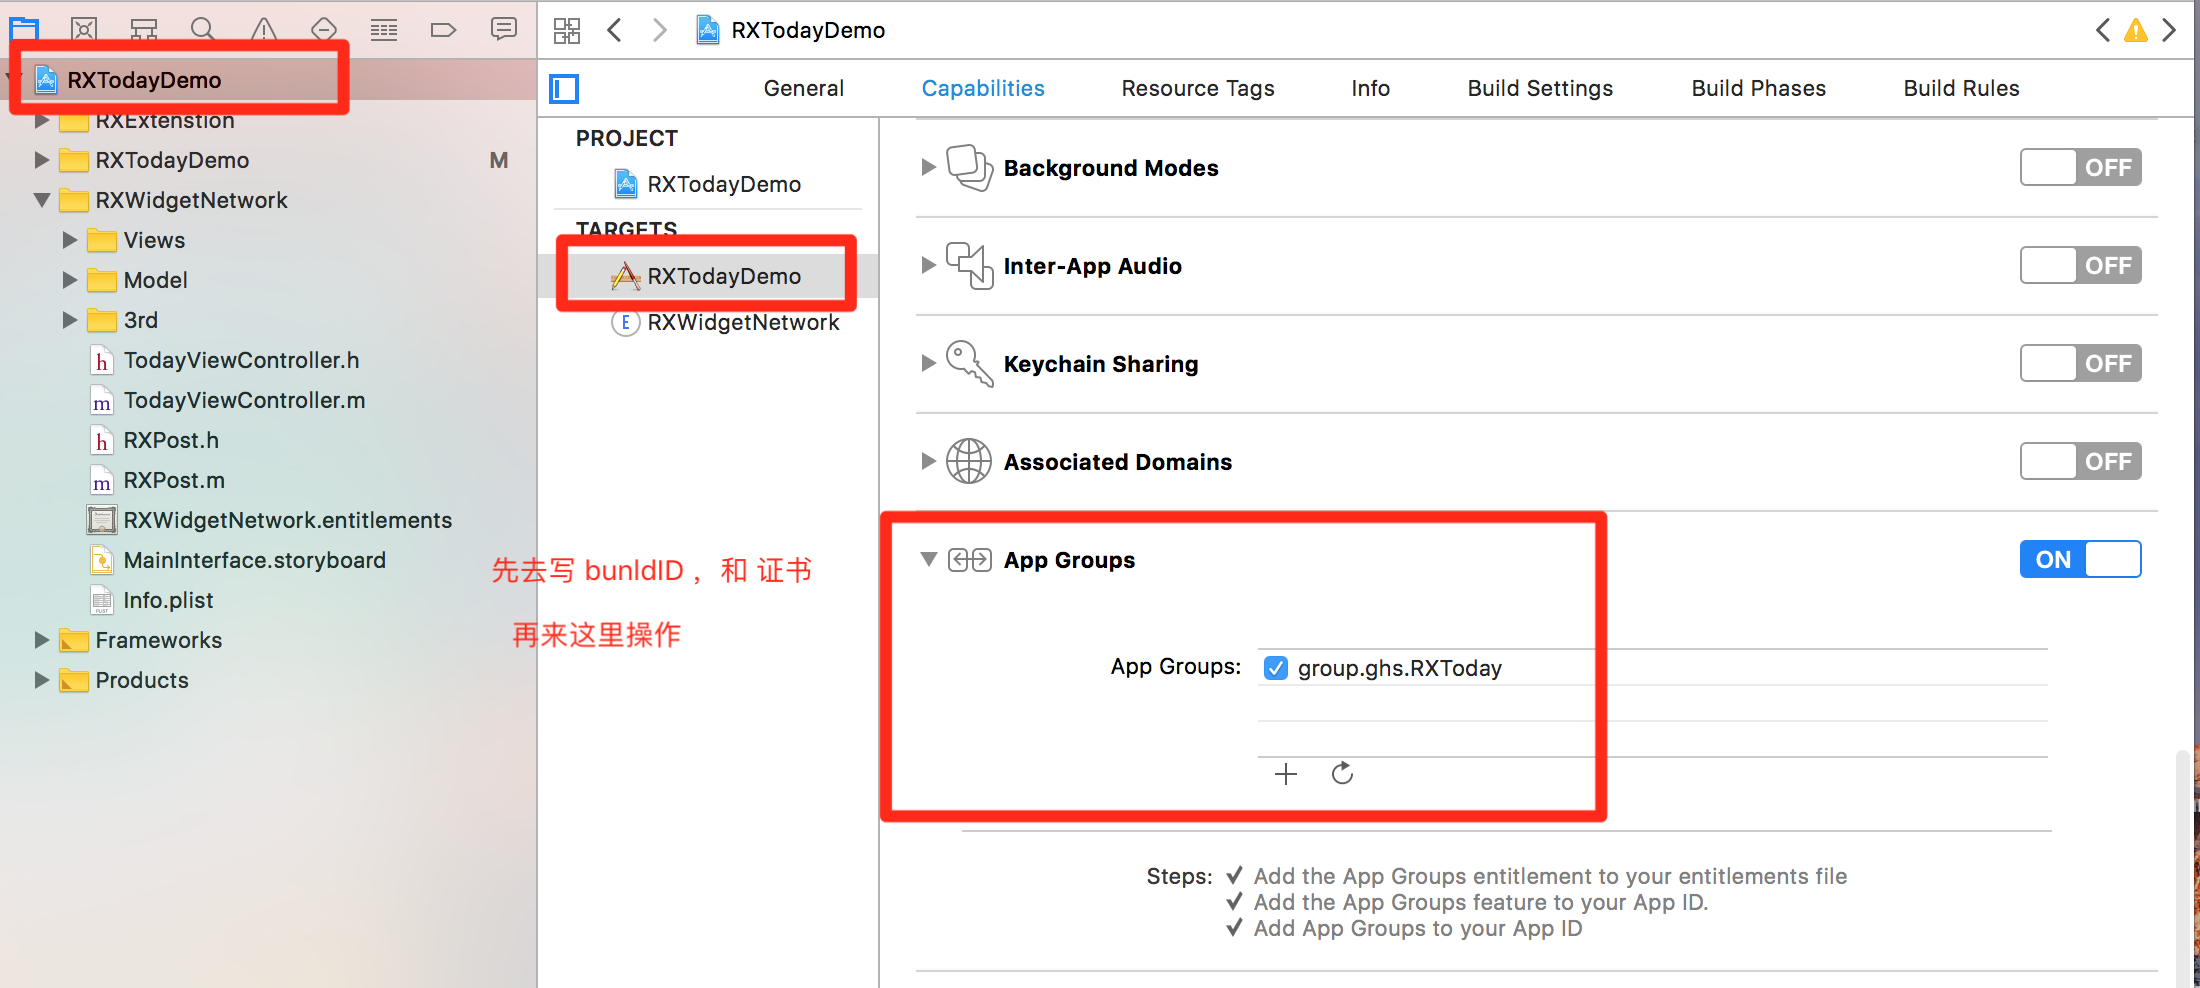 RXTodayDemo
RXTodayDemo
General
Capabilities
Resource Tags
Info
Build Settings
Build Phases
Build Rules
RXExtenstion
RXTodayDemo M
RXWidgetNetwork
Views
Model
3rd
h TodayViewController.h
m TodayViewController.m
h RXPost.h
m RXPost.m
RXWidgetNetwork.entitlements
MainInterface.storyboard
Info.plist
Frameworks
Products
PROJECT
RXTodayDemo
TARGETS
RXTodayDemo
E RXWidgetNetwork
先去写 bunldID ，和 证书
再来这里操作
Background Modes OFF
Inter-App Audio OFF
Keychain Sharing OFF
Associated Domains OFF
App Groups ON
App Groups: group.ghs.RXToday
Steps: ✓ Add the App Groups entitlement to your entitlements file
✓ Add the App Groups feature to your App ID.
✓ Add App Groups to your App ID